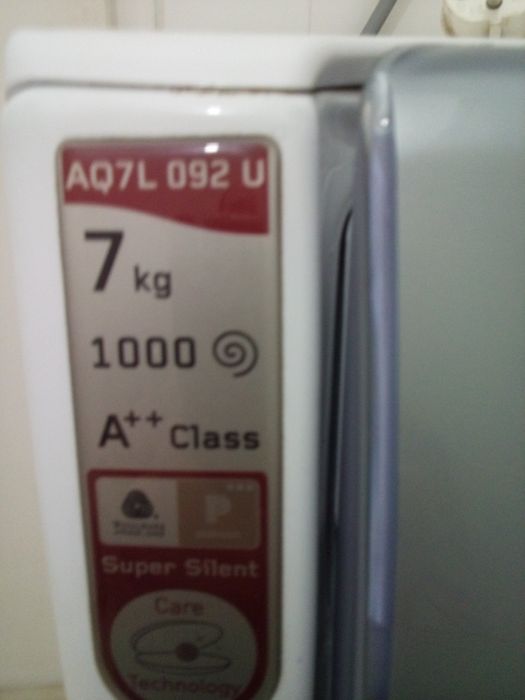 AQ7L 092 U
7 kg
1000
A++ Class
P
Super Silent
Care
Technology